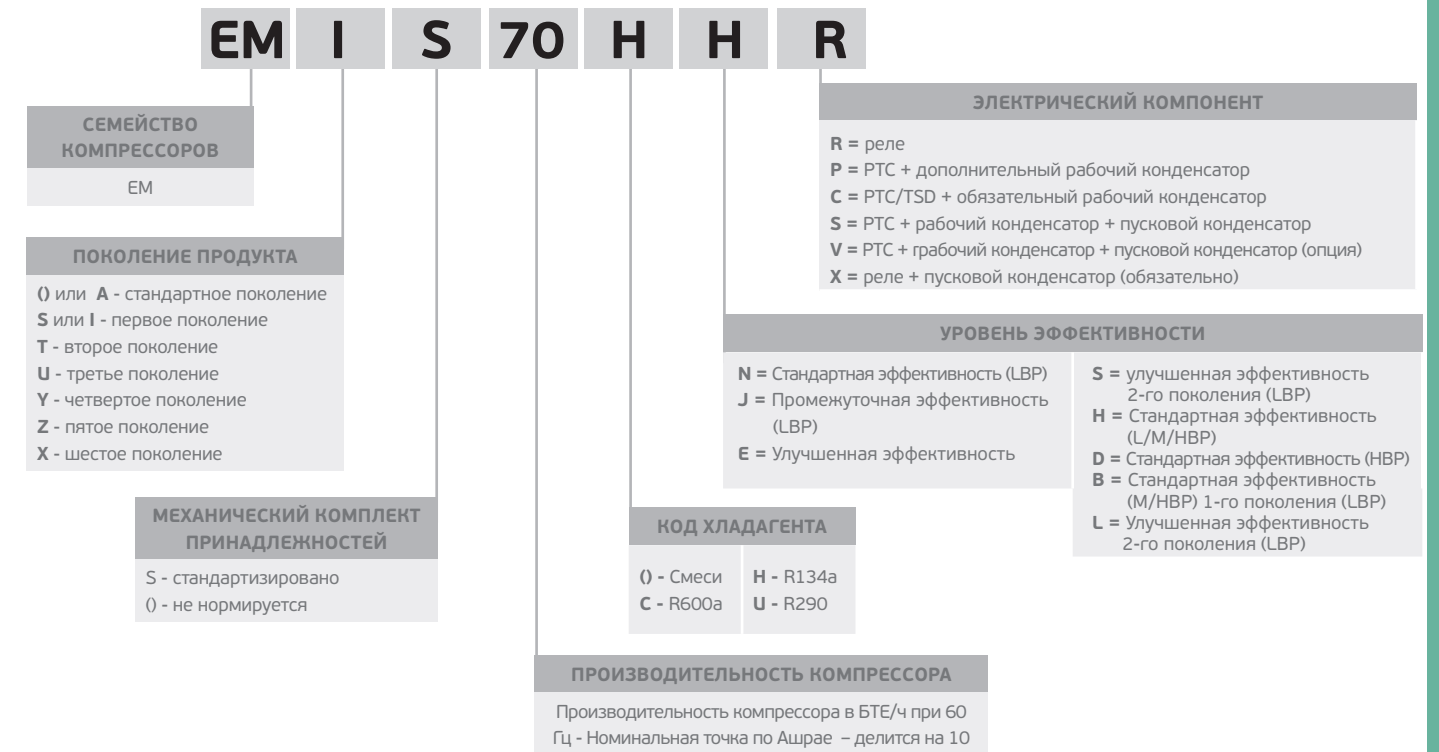 EM I S 70 H H R
СЕМЕЙСТВО
КОМПРЕССОРОВ
EM
ПОКОЛЕНИЕ ПРОДУКТА
() или A - стандартное поколение
S или I - первое поколение
T - второе поколение
U - третье поколение
Y - четвертое поколение
Z - пятое поколение
X - шестое поколение
МЕХАНИЧЕСКИЙ КОМПЛЕКТ
ПРИНАДЛЕЖНОСТЕЙ
S - стандартизировано
() - не нормируется
ПРОИЗВОДИТЕЛЬНОСТЬ КОМПРЕССОРА
Производительность компрессора в БТЕ/ч при 60
Гц - Номинальная точка по Ашрае – делится на 10
КОД ХЛАДАГЕНТА
() - Смеси
C - R600a
H - R134a
U - R290
УРОВЕНЬ ЭФФЕКТИВНОСТИ
N = Стандартная эффективность (LBP)
J = Промежуточная эффективность
(LBP)
E = Улучшенная эффективность
S = улучшенная эффективность
2-го поколения (LBP)
H = Стандартная эффективность
(L/M/HBP)
D = Стандартная эффективность (HBP)
B = Стандартная эффективность
(M/HBP) 1-го поколения (LBP)
L = Улучшенная эффективность
2-го поколения (LBP)
ЭЛЕКТРИЧЕСКИЙ КОМПОНЕНТ
R = реле
P = PTC + дополнительный рабочий конденсатор
C = PTC/TSD + обязательный рабочий конденсатор
S = PTC + рабочий конденсатор + пусковой конденсатор
V = PTC + грабочий конденсатор + пусковой конденсатор (опция)
X = реле + пусковой конденсатор (обязательно)